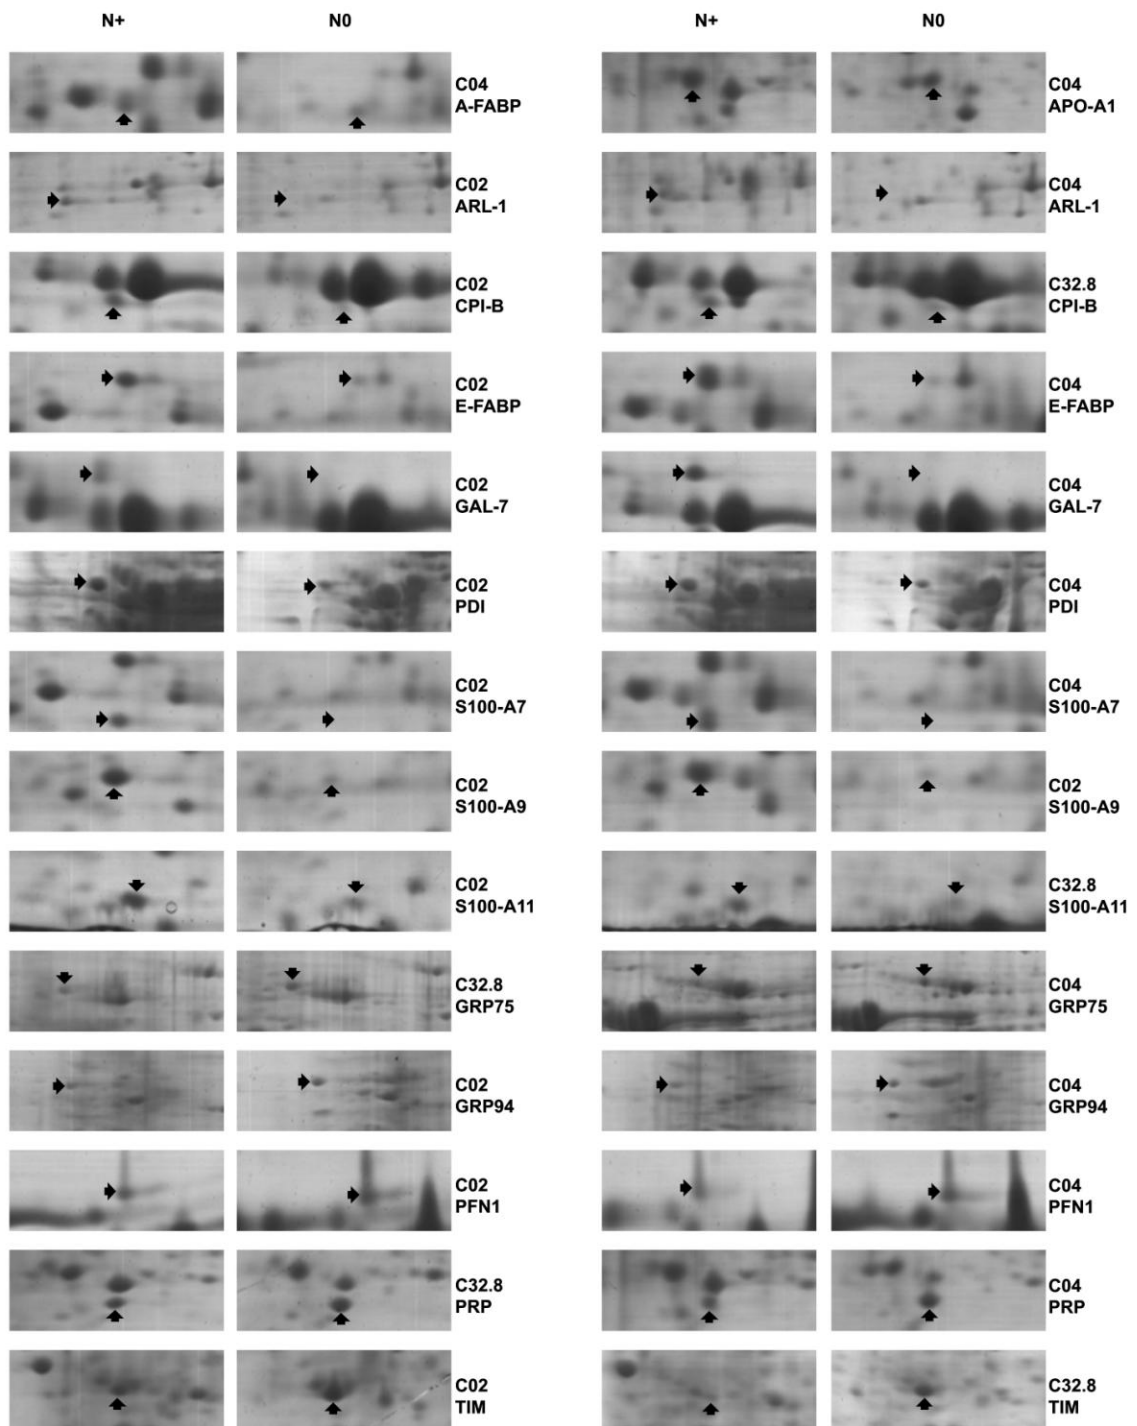 N+ N0 N+ N0
C04 C04
A-FABP APO-A1
C02 C04
ARL-1 ARL-1
C02 C32.8
CPI-B CPI-B
C02 C04
E-FABP E-FABP
C02 C04
GAL-7 GAL-7
C02 C04
PDI PDI
C02 C04
S100-A7 S100-A7
C02 C04
S100-A9 S100-A9
C02 C32.8
S100-A11 S100-A11
C32.8 C04
GRP75 GRP75
C02 C04
GRP94 GRP94
C02 C04
PFN1 PFN1
C32.8 C04
PRP PRP
C02 C32.8
TIM TIM